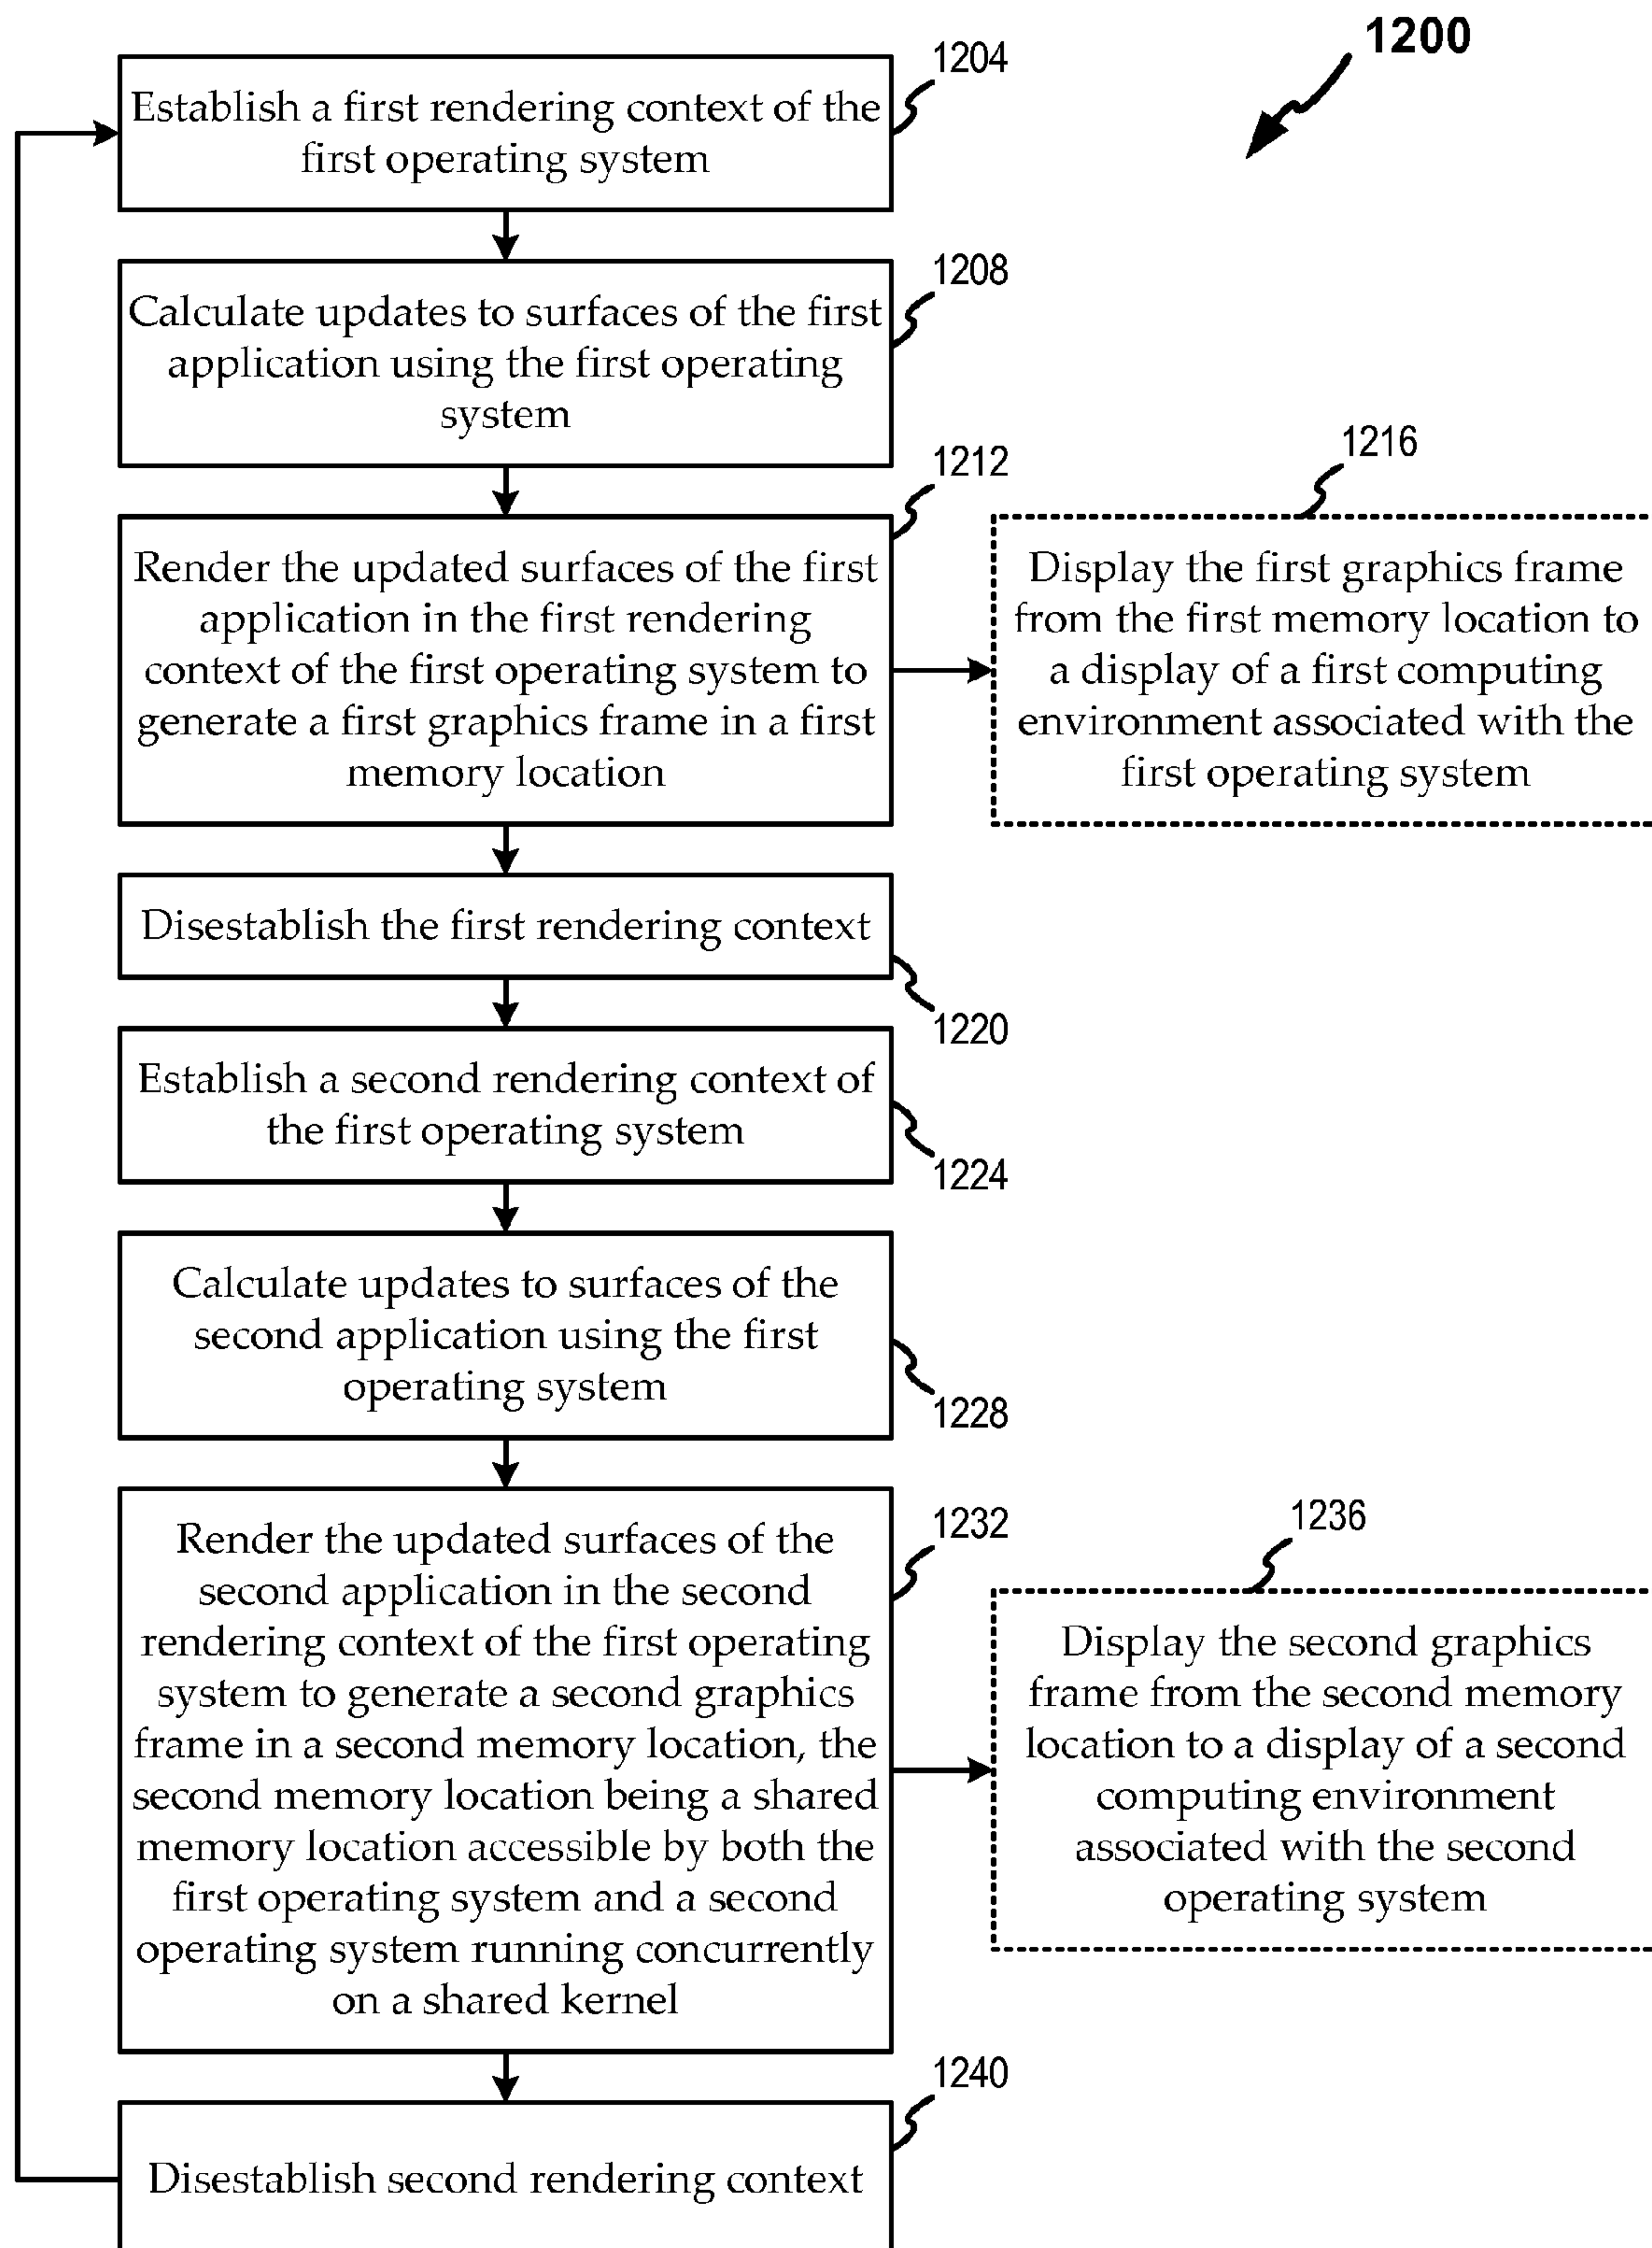 1200
1204
Establish a first rendering context of the
first operating system
1208
Calculate updates to surfaces of the first
application using the first operating
system
1212
Render the updated surfaces of the first
application in the first rendering
context of the first operating system to
generate a first graphics frame in a first
memory location
1216
Display the first graphics frame
from the first memory location to
a display of a first computing
environment associated with the
first operating system
Disestablish the first rendering context
1220
Establish a second rendering context of
the first operating system
1224
Calculate updates to surfaces of the
second application using the first
operating system
1228
Render the updated surfaces of the
second application in the second
rendering context of the first operating
system to generate a second graphics
frame in a second memory location, the
second memory location being a shared
memory location accessible by both the
first operating system and a second
operating system running concurrently
on a shared kernel
1232
1236
Display the second graphics
frame from the second memory
location to a display of a second
computing environment
associated with the second
operating system
1240
Disestablish second rendering context